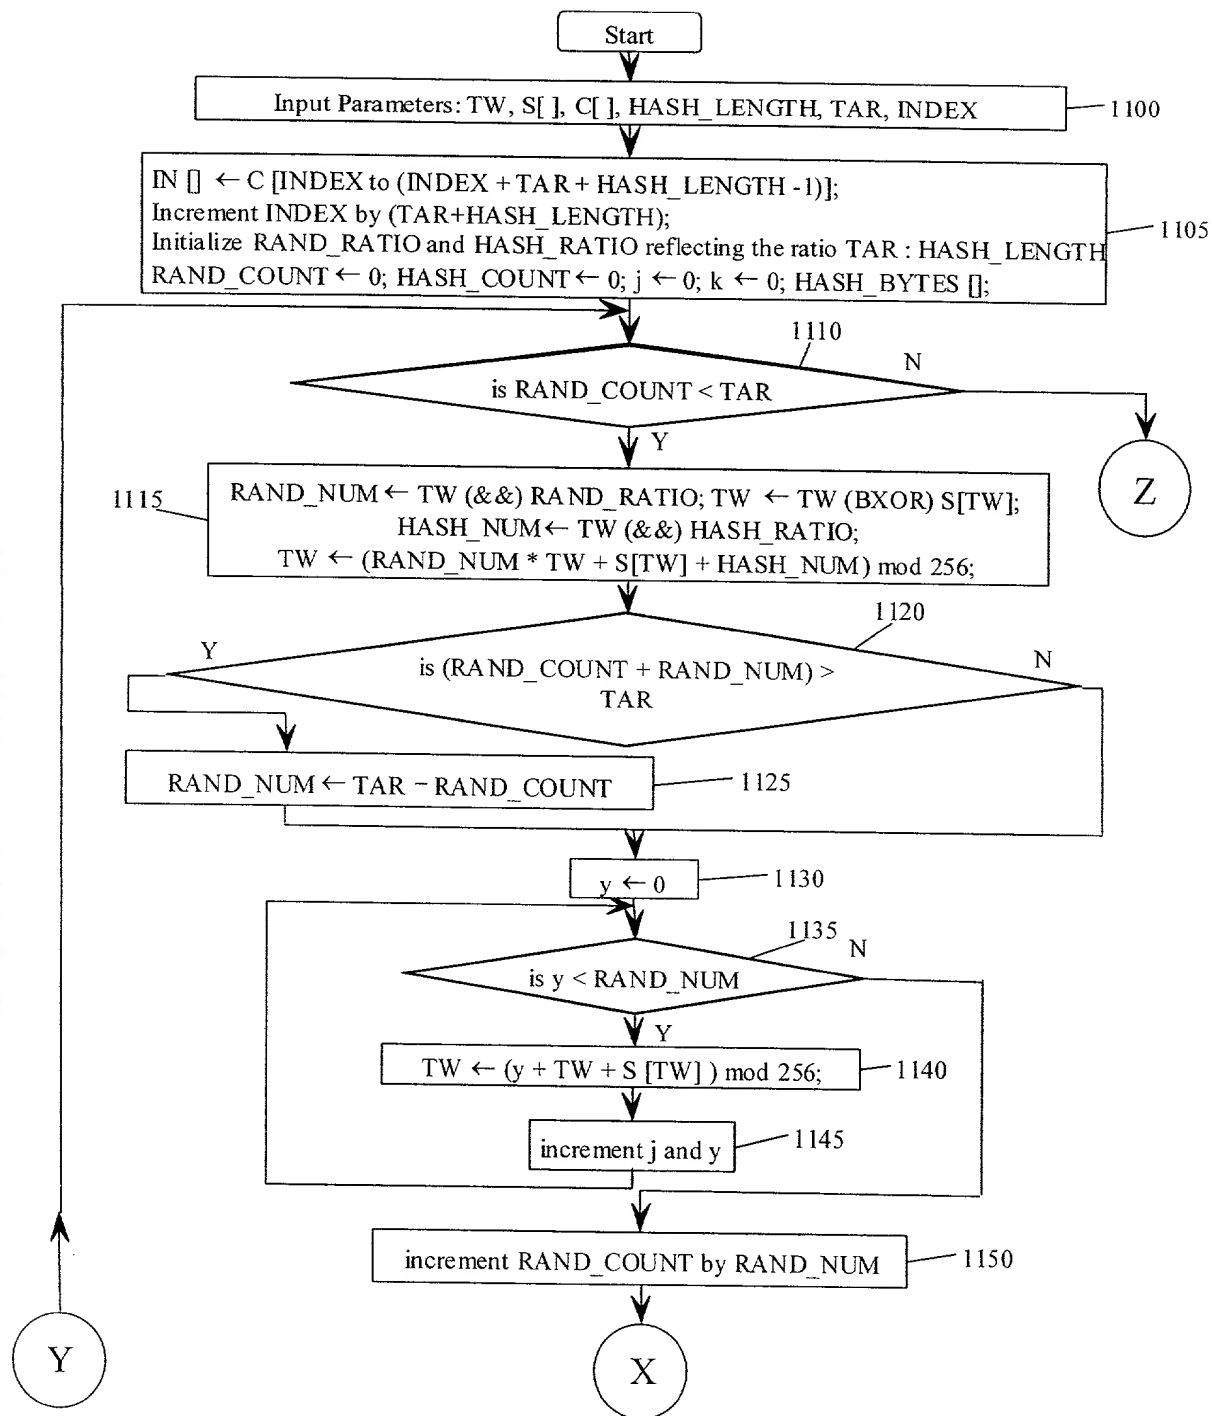 Start
Input Parameters: TW, S[ ], C[ ], HASH_LENGTH, TAR, INDEX
1100
IN [] ← C [INDEX to (INDEX + TAR + HASH_LENGTH -1)];
Increment INDEX by (TAR+HASH_LENGTH);
Initialize RAND_RATIO and HASH_RATIO reflecting the ratio TAR : HASH_LENGTH
RAND_COUNT ← 0; HASH_COUNT ← 0; j ← 0; k ← 0; HASH_BYTES [];
1105
1110
N
is RAND_COUNT < TAR
Y
Z
1115
RAND_NUM ← TW (&&) RAND_RATIO; TW ← TW (BXOR) S[TW];
HASH_NUM ← TW (&&) HASH_RATIO;
TW ← (RAND_NUM * TW + S[TW] + HASH_NUM) mod 256;
1120
Y
N
is (RAND_COUNT + RAND_NUM) >
TAR
RAND_NUM ← TAR – RAND_COUNT
1125
y ← 0
1130
1135
N
is y < RAND_NUM
Y
TW ← (y + TW + S [TW] ) mod 256;
1140
increment j and y
1145
increment RAND_COUNT by RAND_NUM
1150
Y
X